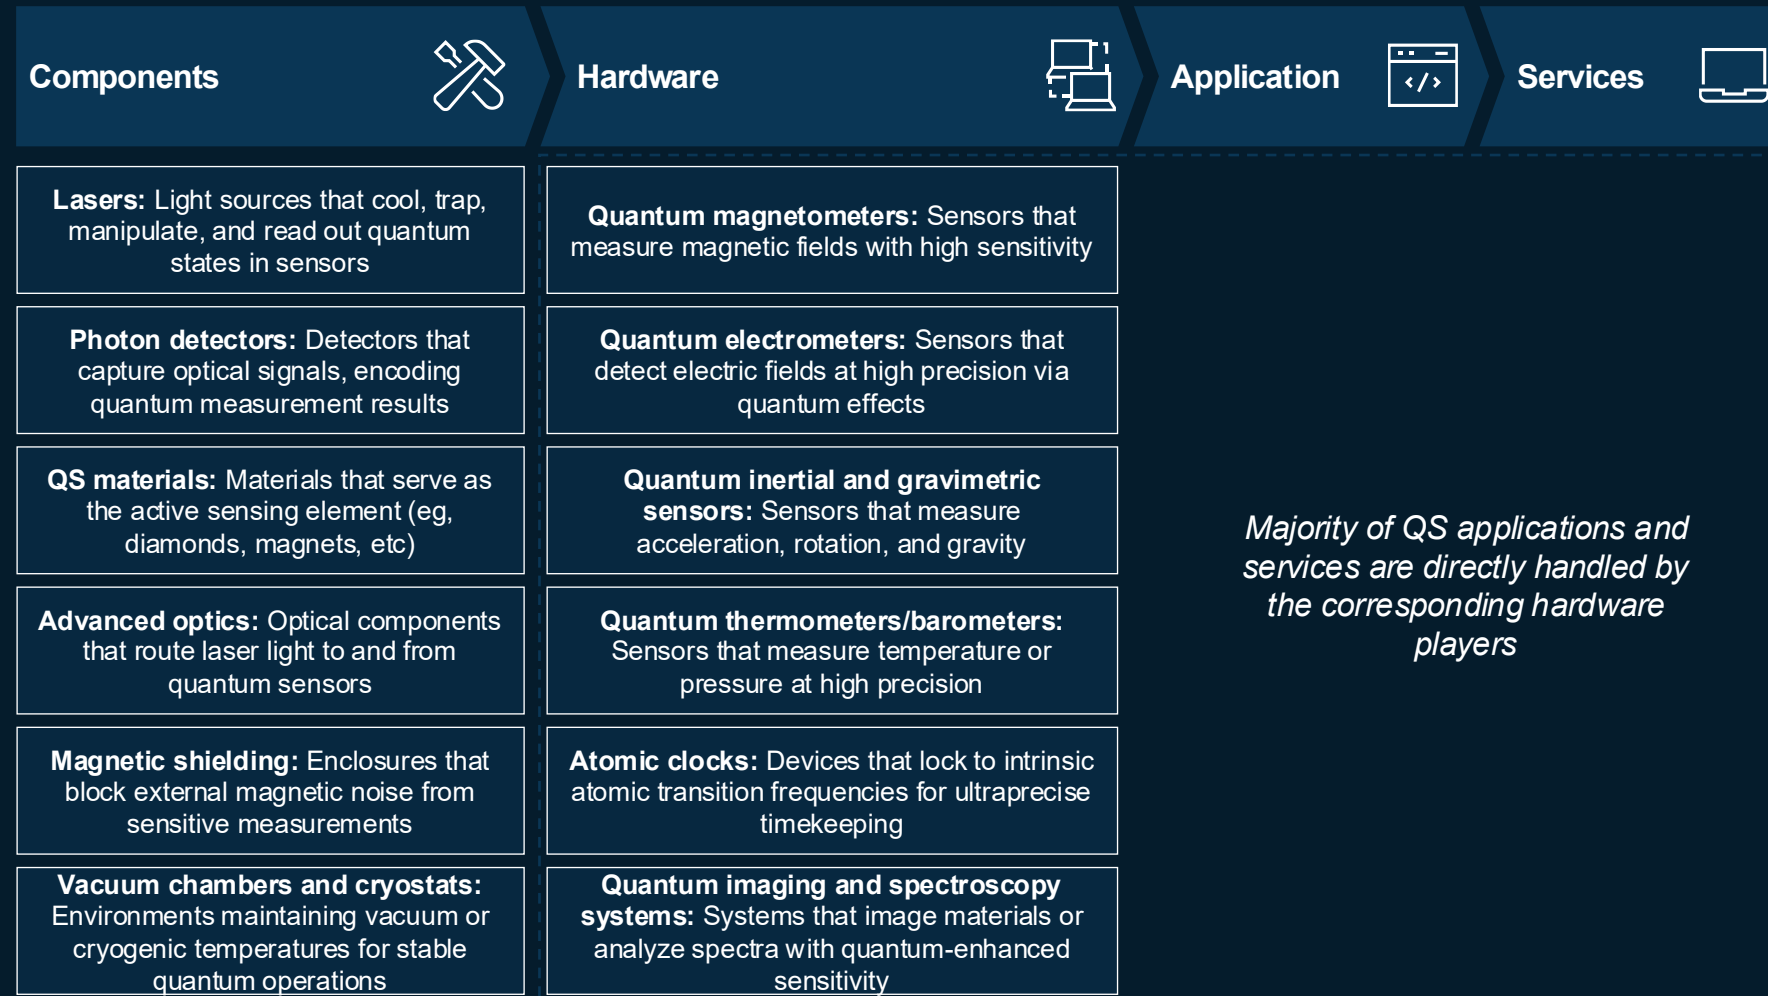 Components
Hardware
Application
Services
Lasers: Light sources that cool, trap,
manipulate, and read out quantum
states in sensors
Photon detectors: Detectors that
capture optical signals, encoding
quantum measurement results
QS materials: Materials that serve as
the active sensing element (eg,
diamonds, magnets, etc)
Advanced optics: Optical components
that route laser light to and from
quantum sensors
Magnetic shielding: Enclosures that
block external magnetic noise from
sensitive measurements
Vacuum chambers and cryostats:
Environments maintaining vacuum or
cryogenic temperatures for stable
quantum operations
Quantum magnetometers: Sensors that
measure magnetic fields with high sensitivity
Quantum electrometers: Sensors that
detect electric fields at high precision via
quantum effects
Quantum inertial and gravimetric
sensors: Sensors that measure
acceleration, rotation, and gravity
Quantum thermometers/barometers:
Sensors that measure temperature or
pressure at high precision
Atomic clocks: Devices that lock to intrinsic
atomic transition frequencies for ultraprecise
timekeeping
Quantum imaging and spectroscopy
systems: Systems that image materials or
analyze spectra with quantum-enhanced
sensitivity
Majority of QS applications and
services are directly handled by
the corresponding hardware
players